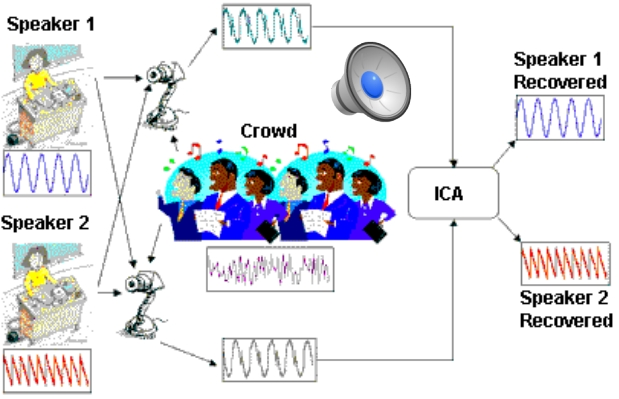 Speaker 1
Speaker 1
Recovered
Crowd
ICA
Speaker 2
Speaker 2
Recovered